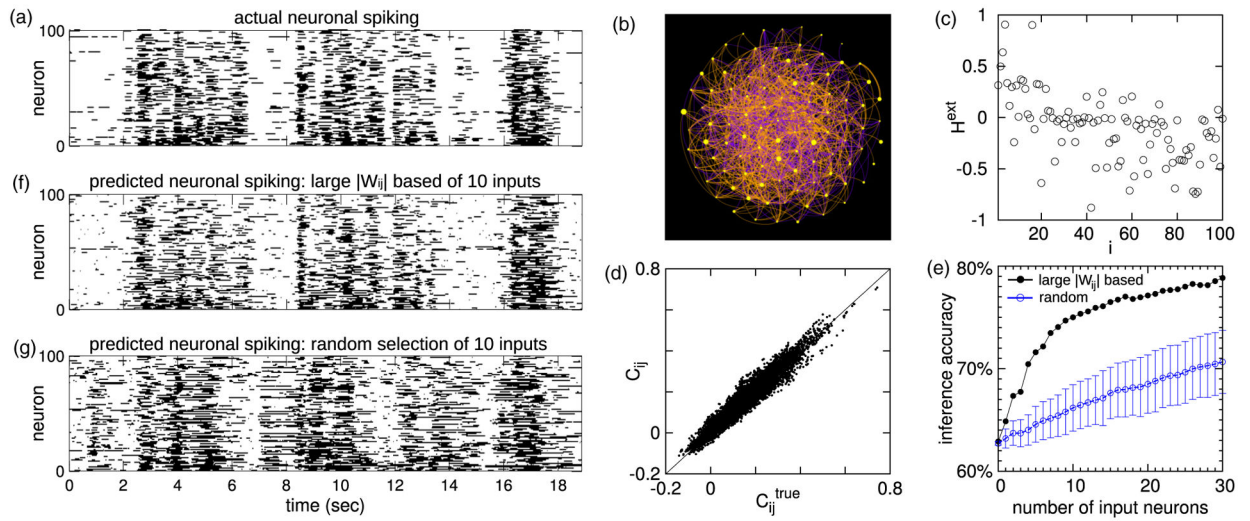 (a)
actual neuronal spiking
100
neuron
0
(f)
predicted neuronal spiking: large |Wij| based of 10 inputs
100
neuron
0
(g)
predicted neuronal spiking: random selection of 10 inputs
100
neuron
0
0 2 4 6 8 10 12 14 16 18
time (sec)
(b)
(c)
1
0.5
0
-0.5
-1
H^ext
20 40 60 80 100
i
(d)
0.8
0
-0.2
C_ij
-0.2 0 0.4 0.8
C_ij^true
(e)
80%
70%
60%
inference accuracy
large |Wij| based
random
0 10 20 30
number of input neurons